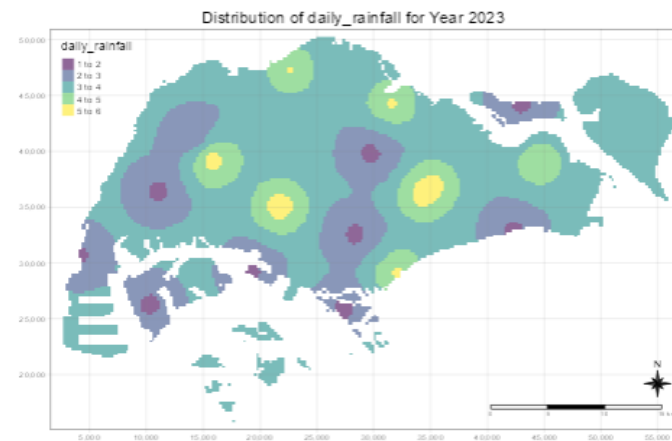 Distribution of daily_rainfall for Year 2023
daily_rainfall
1 to 2
2 to 3
3 to 4
4 to 5
5 to 6
50,000
45,000
40,000
35,000
30,000
25,000
20,000
N
5,000 10,000 15,000 20,000 25,000 30,000 35,000 40,000 45,000 50,000 55,000